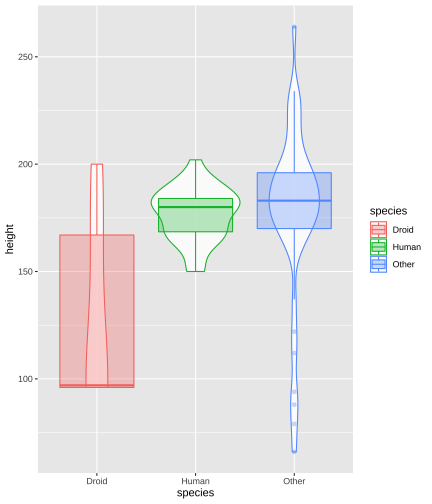 250
200
150
100
height
Droid
Human
Other
species
species
Droid
Human
Other